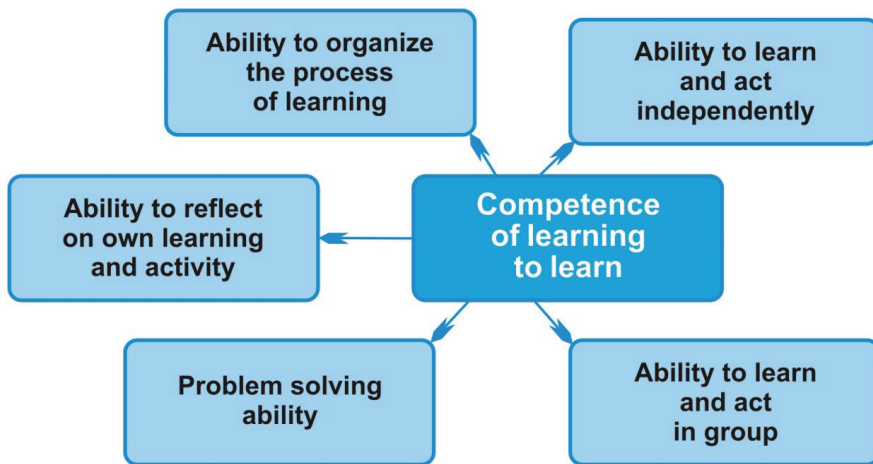 Ability to organize
the process
of learning
Ability to learn
and act
independently
Ability to reflect
on own learning
and activity
Competence
of learning
to learn
Problem solving
ability
Ability to learn
and act
in group